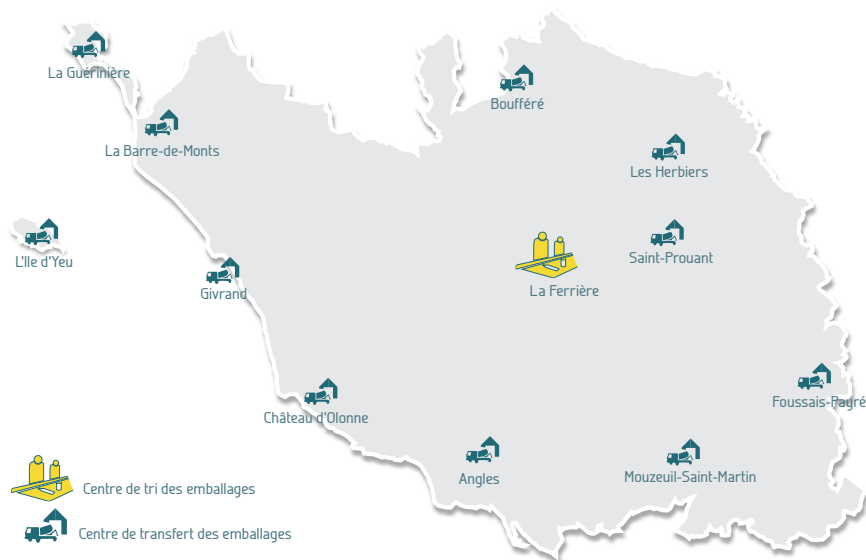 La Guérinière
Boufféré
La Barre-de-Monts
Les Herbiers
L'Ile d'Yeu
Saint-Prouant
Givrand
La Ferrière
Foussais-Payré
Château d'Olonne
Angles
Mouzeuil-Saint-Martin
Centre de tri des emballages
Centre de transfert des emballages